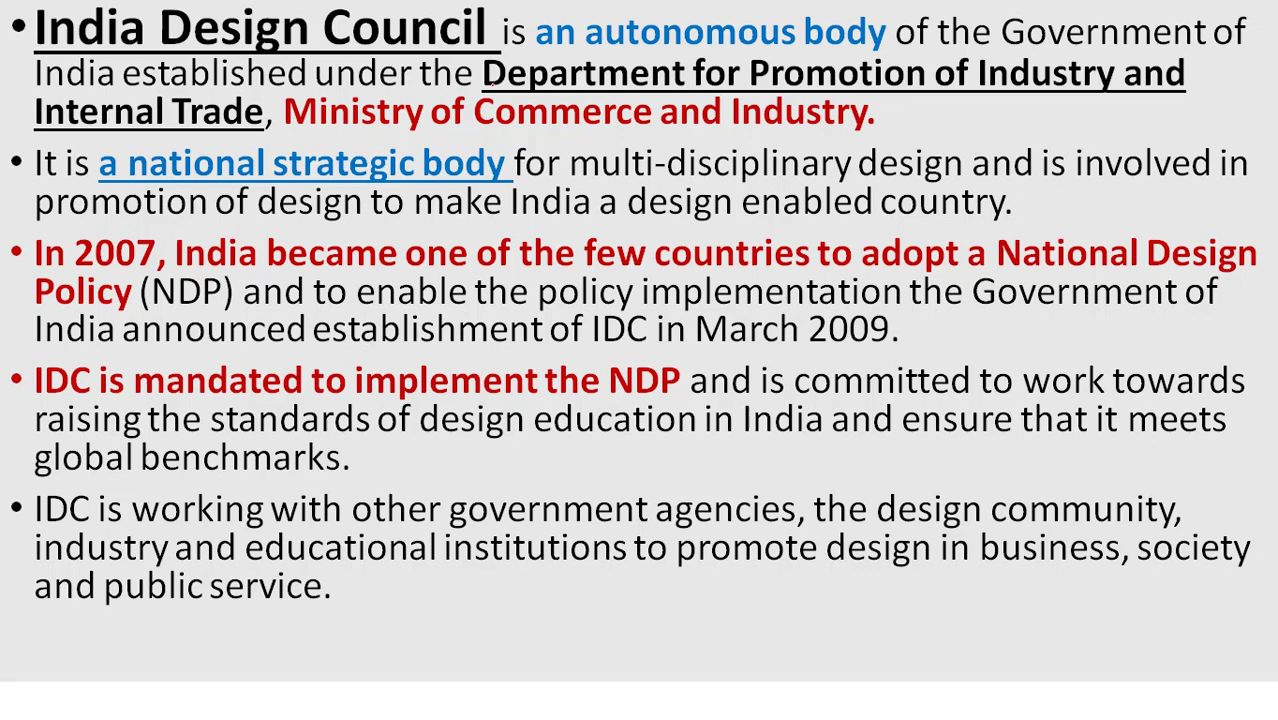 •India Design Council is an autonomous body of the Government of
India established under the Department for Promotion of Industry and
Internal Trade, Ministry of Commerce and Industry.
• It is a national strategic body for multi-disciplinary design and is involved in
promotion of design to make India a design enabled country.
• In 2007, India became one of the few countries to adopt a National Design
Policy (NDP) and to enable the policy implementation the Government of
India announced establishment of IDC in March 2009.
• IDC is mandated to implement the NDP and is committed to work towards
raising the standards of design education in India and ensure that it meets
global benchmarks.
• IDC is working with other government agencies, the design community,
industry and educational institutions to promote design in business, society
and public service.